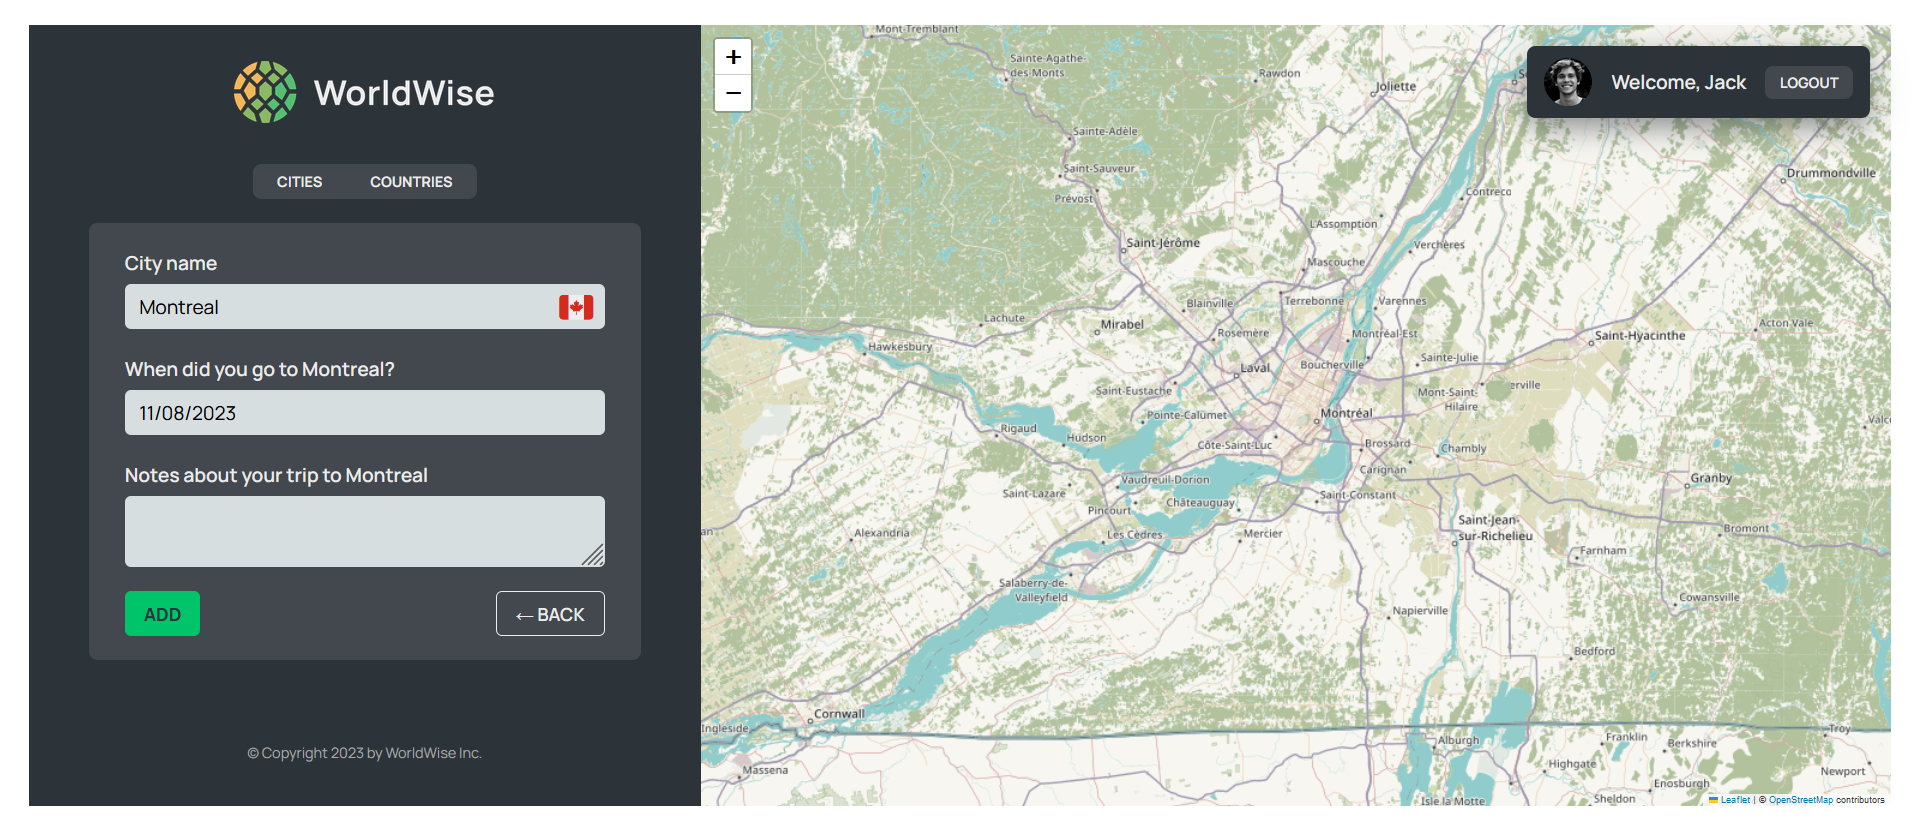 WorldWise
CITIES
COUNTRIES
City name
Montreal
When did you go to Montreal?
11/08/2023
Notes about your trip to Montreal
ADD
←BACK
© Copyright 2023 by WorldWise Inc.
+
−
Welcome, Jack
LOGOUT
Mont-Tremblant
Sainte-Agathe-
des-Monts
Rawdon
Joliette
Sainte-Adèle
Saint-Sauveur
Prévost
Drummondville
Contrecœ
L'Assomption
Saint-Jérôme
Verchères
Mascouche
Blainville
Terrebonne
Varennes
Lachute
Mirabel
Rosemère
Montréal-Est
Saint-Hyacinthe
Acton Vale
Hawkesbury
Sainte-Julie
Boucherville
Laval
Saint-Eustache
Mont-Saint-
Hilaire
erville
Pointe-Calumet
Montréal
Rigaud
Hudson
Côte-Saint-Luc
Brossard
Chambly
Valc
Carignan
Vaudreuil-Dorion
Granby
Saint-Lazare
Châteauguay
Saint-Constant
Pincourt
Saint-Jean-
sur-Richelieu
Bromont
an
Alexandria
Les Cèdres
Mercier
Farnham
Salaberry-de-
Valleyfield
Cowansville
Napierville
Bedford
Cornwall
Ingleside
Troy
Alburgh
Franklin
Berkshire
Massena
Highgate
Newport
Enosburgh
Isle la Motte
Sheldon
Leaflet | © OpenStreetMap contributors